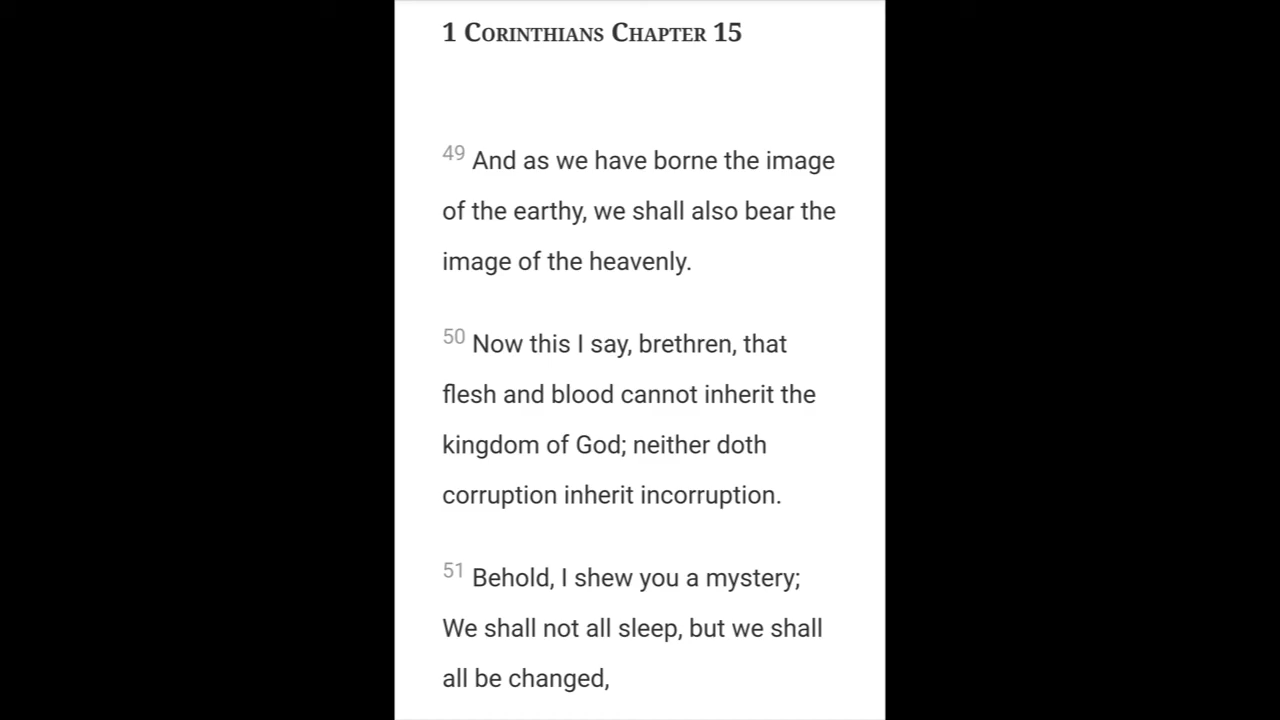 1 Corinthians Chapter 15
49 And as we have borne the image
of the earthy, we shall also bear the
image of the heavenly.
50 Now this I say, brethren, that
flesh and blood cannot inherit the
kingdom of God; neither doth
corruption inherit incorruption.
51 Behold, I shew you a mystery;
We shall not all sleep, but we shall
all be changed,